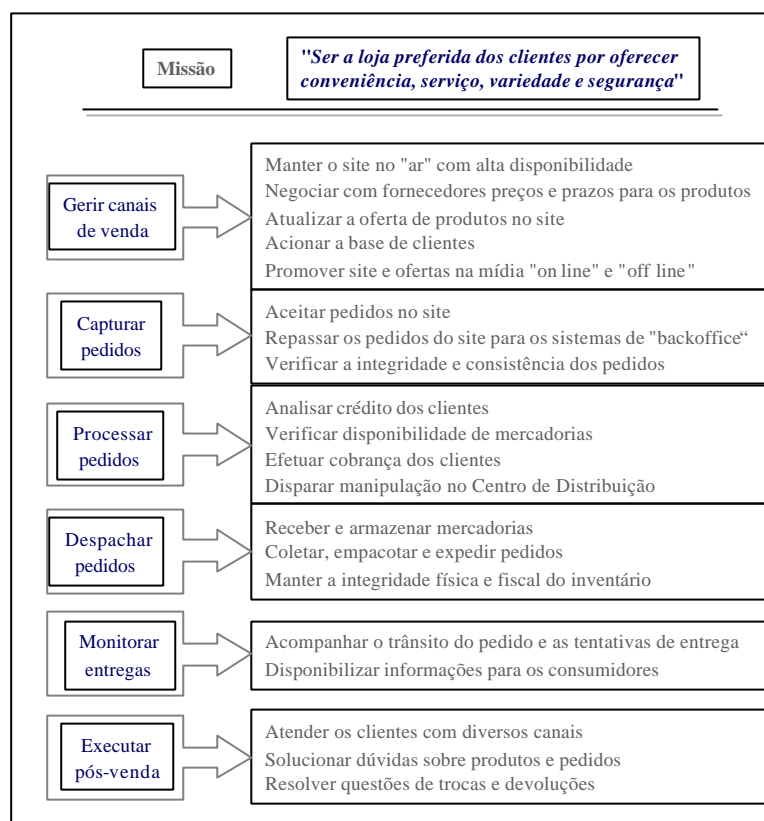 Missão
"Ser a loja preferida dos clientes por oferecer
conveniência, serviço, variedade e segurança"
Gerir canais
de venda
Manter o site no "ar" com alta disponibilidade
Negociar com fornecedores preços e prazos para os produtos
Atualizar a oferta de produtos no site
Acionar a base de clientes
Promover site e ofertas na mídia "on line" e "off line"
Capturar
pedidos
Aceitar pedidos no site
Repassar os pedidos do site para os sistemas de "backoffice“
Verificar a integridade e consistência dos pedidos
Processar
pedidos
Analisar crédito dos clientes
Verificar disponibilidade de mercadorias
Efetuar cobrança dos clientes
Disparar manipulação no Centro de Distribuição
Despachar
pedidos
Receber e armazenar mercadorias
Coletar, empacotar e expedir pedidos
Manter a integridade física e fiscal do inventário
Monitorar
entregas
Acompanhar o trânsito do pedido e as tentativas de entrega
Disponibilizar informações para os consumidores
Executar
pós-venda
Atender os clientes com diversos canais
Solucionar dúvidas sobre produtos e pedidos
Resolver questões de trocas e devoluções